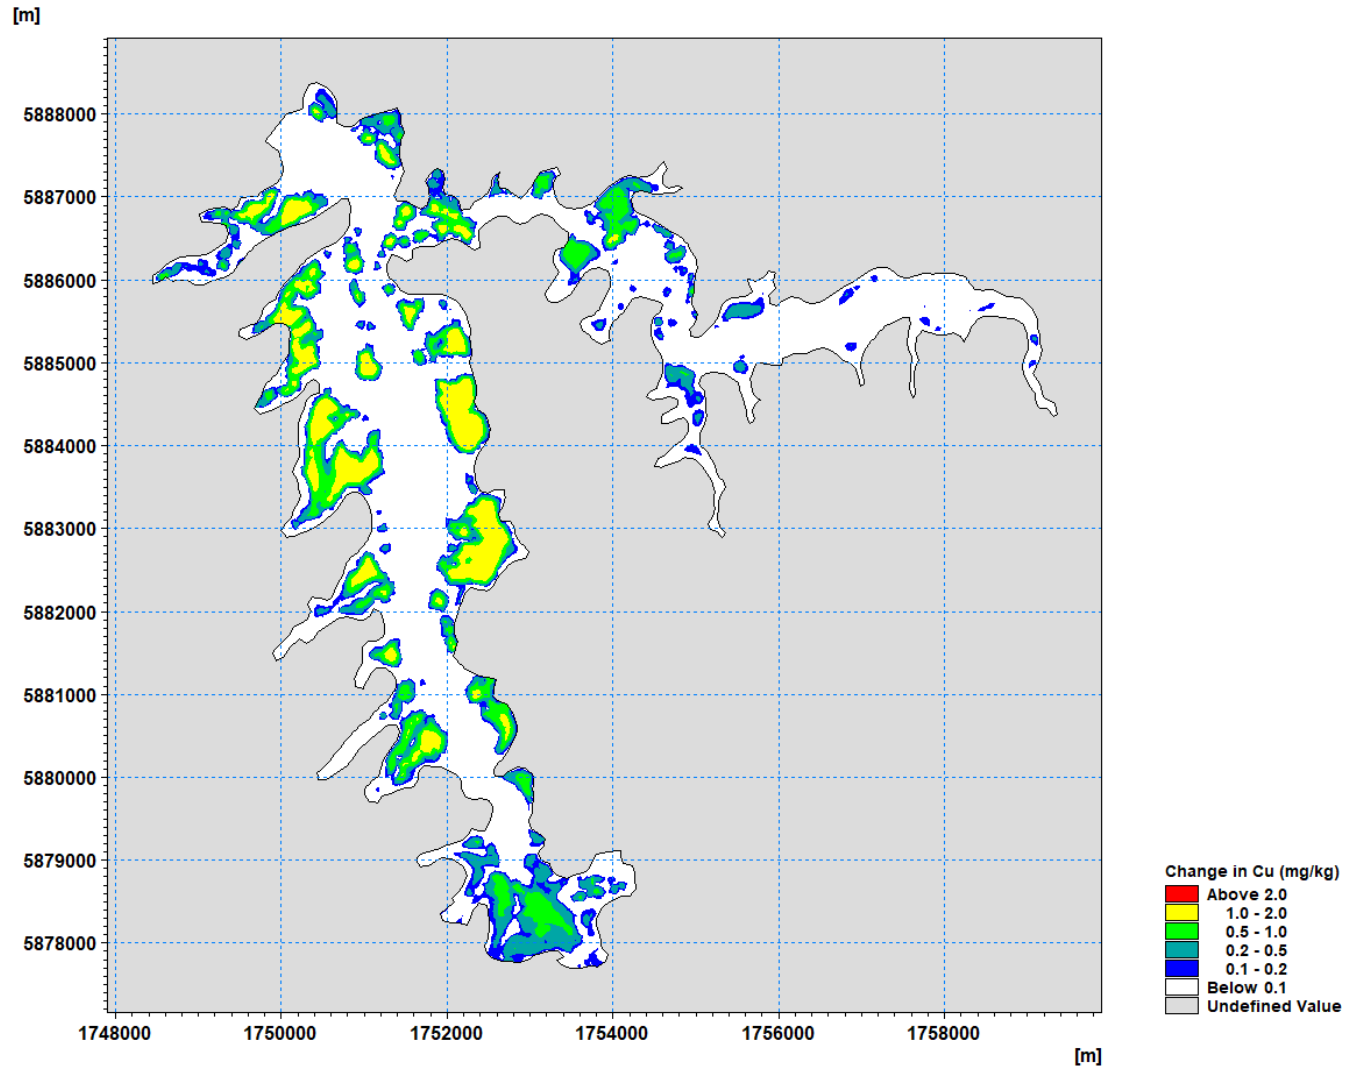 [m]
5888000
5887000
5886000
5885000
5884000
5883000
5882000
5881000
5880000
5879000
5878000
1748000 1750000 1752000 1754000 1756000 1758000
[m]
Change in Cu (mg/kg)
Above 2.0
1.0 - 2.0
0.5 - 1.0
0.2 - 0.5
0.1 - 0.2
Below 0.1
Undefined Value